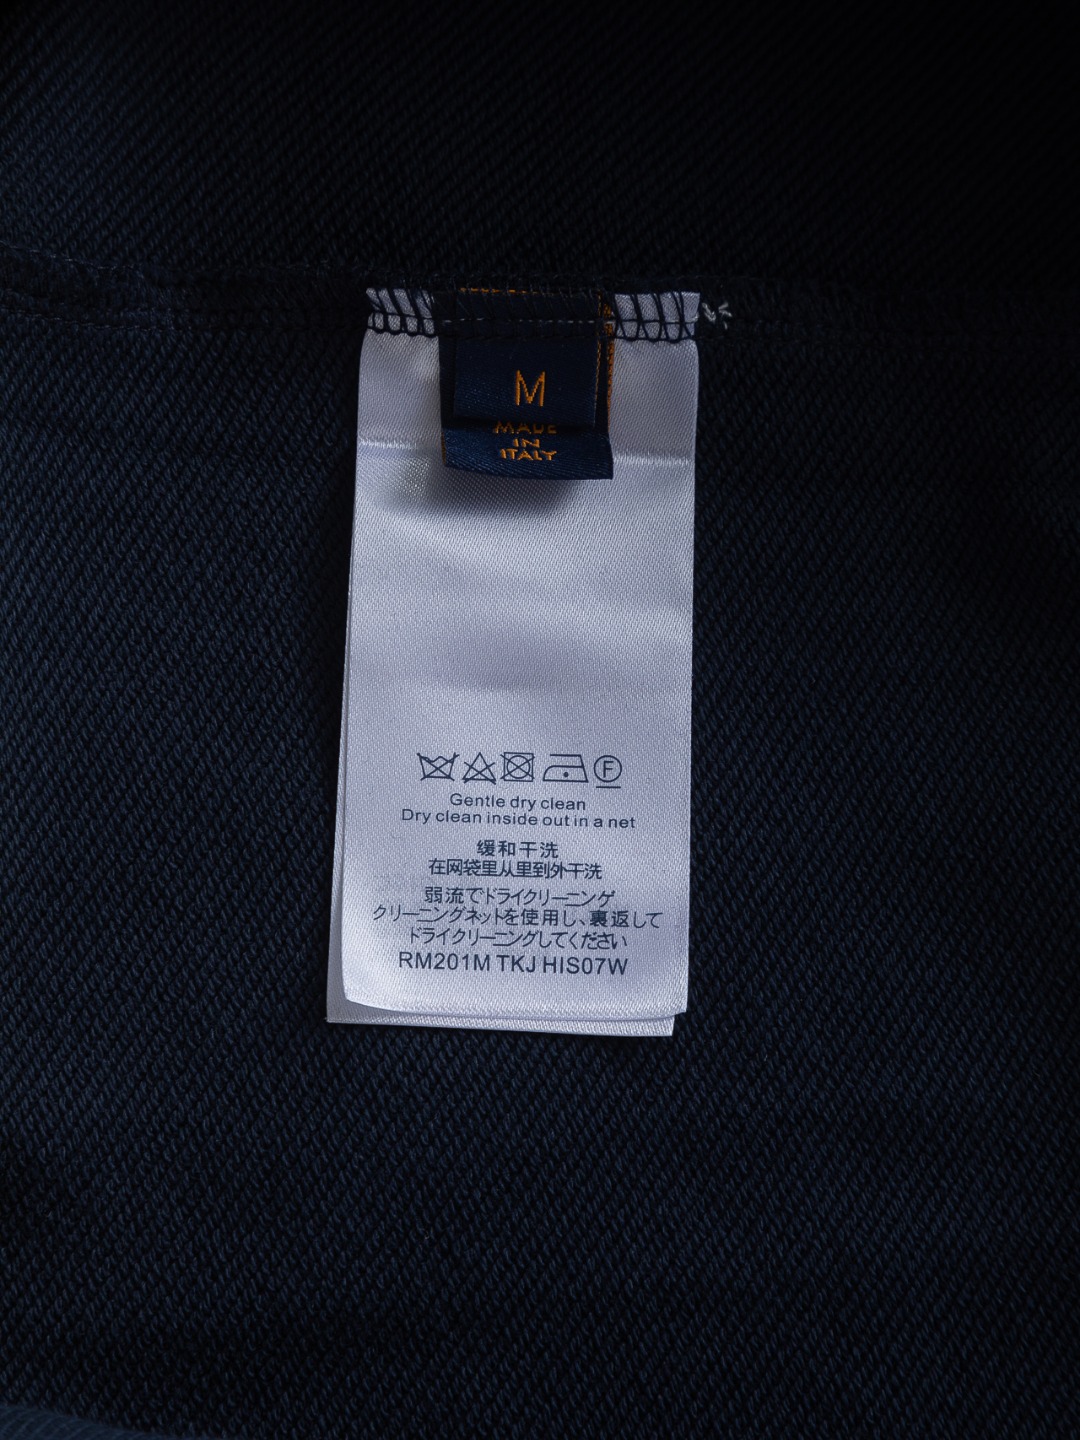 M
MADE
IN
ITALY
F
Gentle dry clean
Dry clean inside out in a net
缓和干洗
在网袋里从里到外干洗
弱流でドライクリーニング
クリーニングネットを使用し、裏返して
ドライクリーニングしてください
RM201M TKJ HIS07W